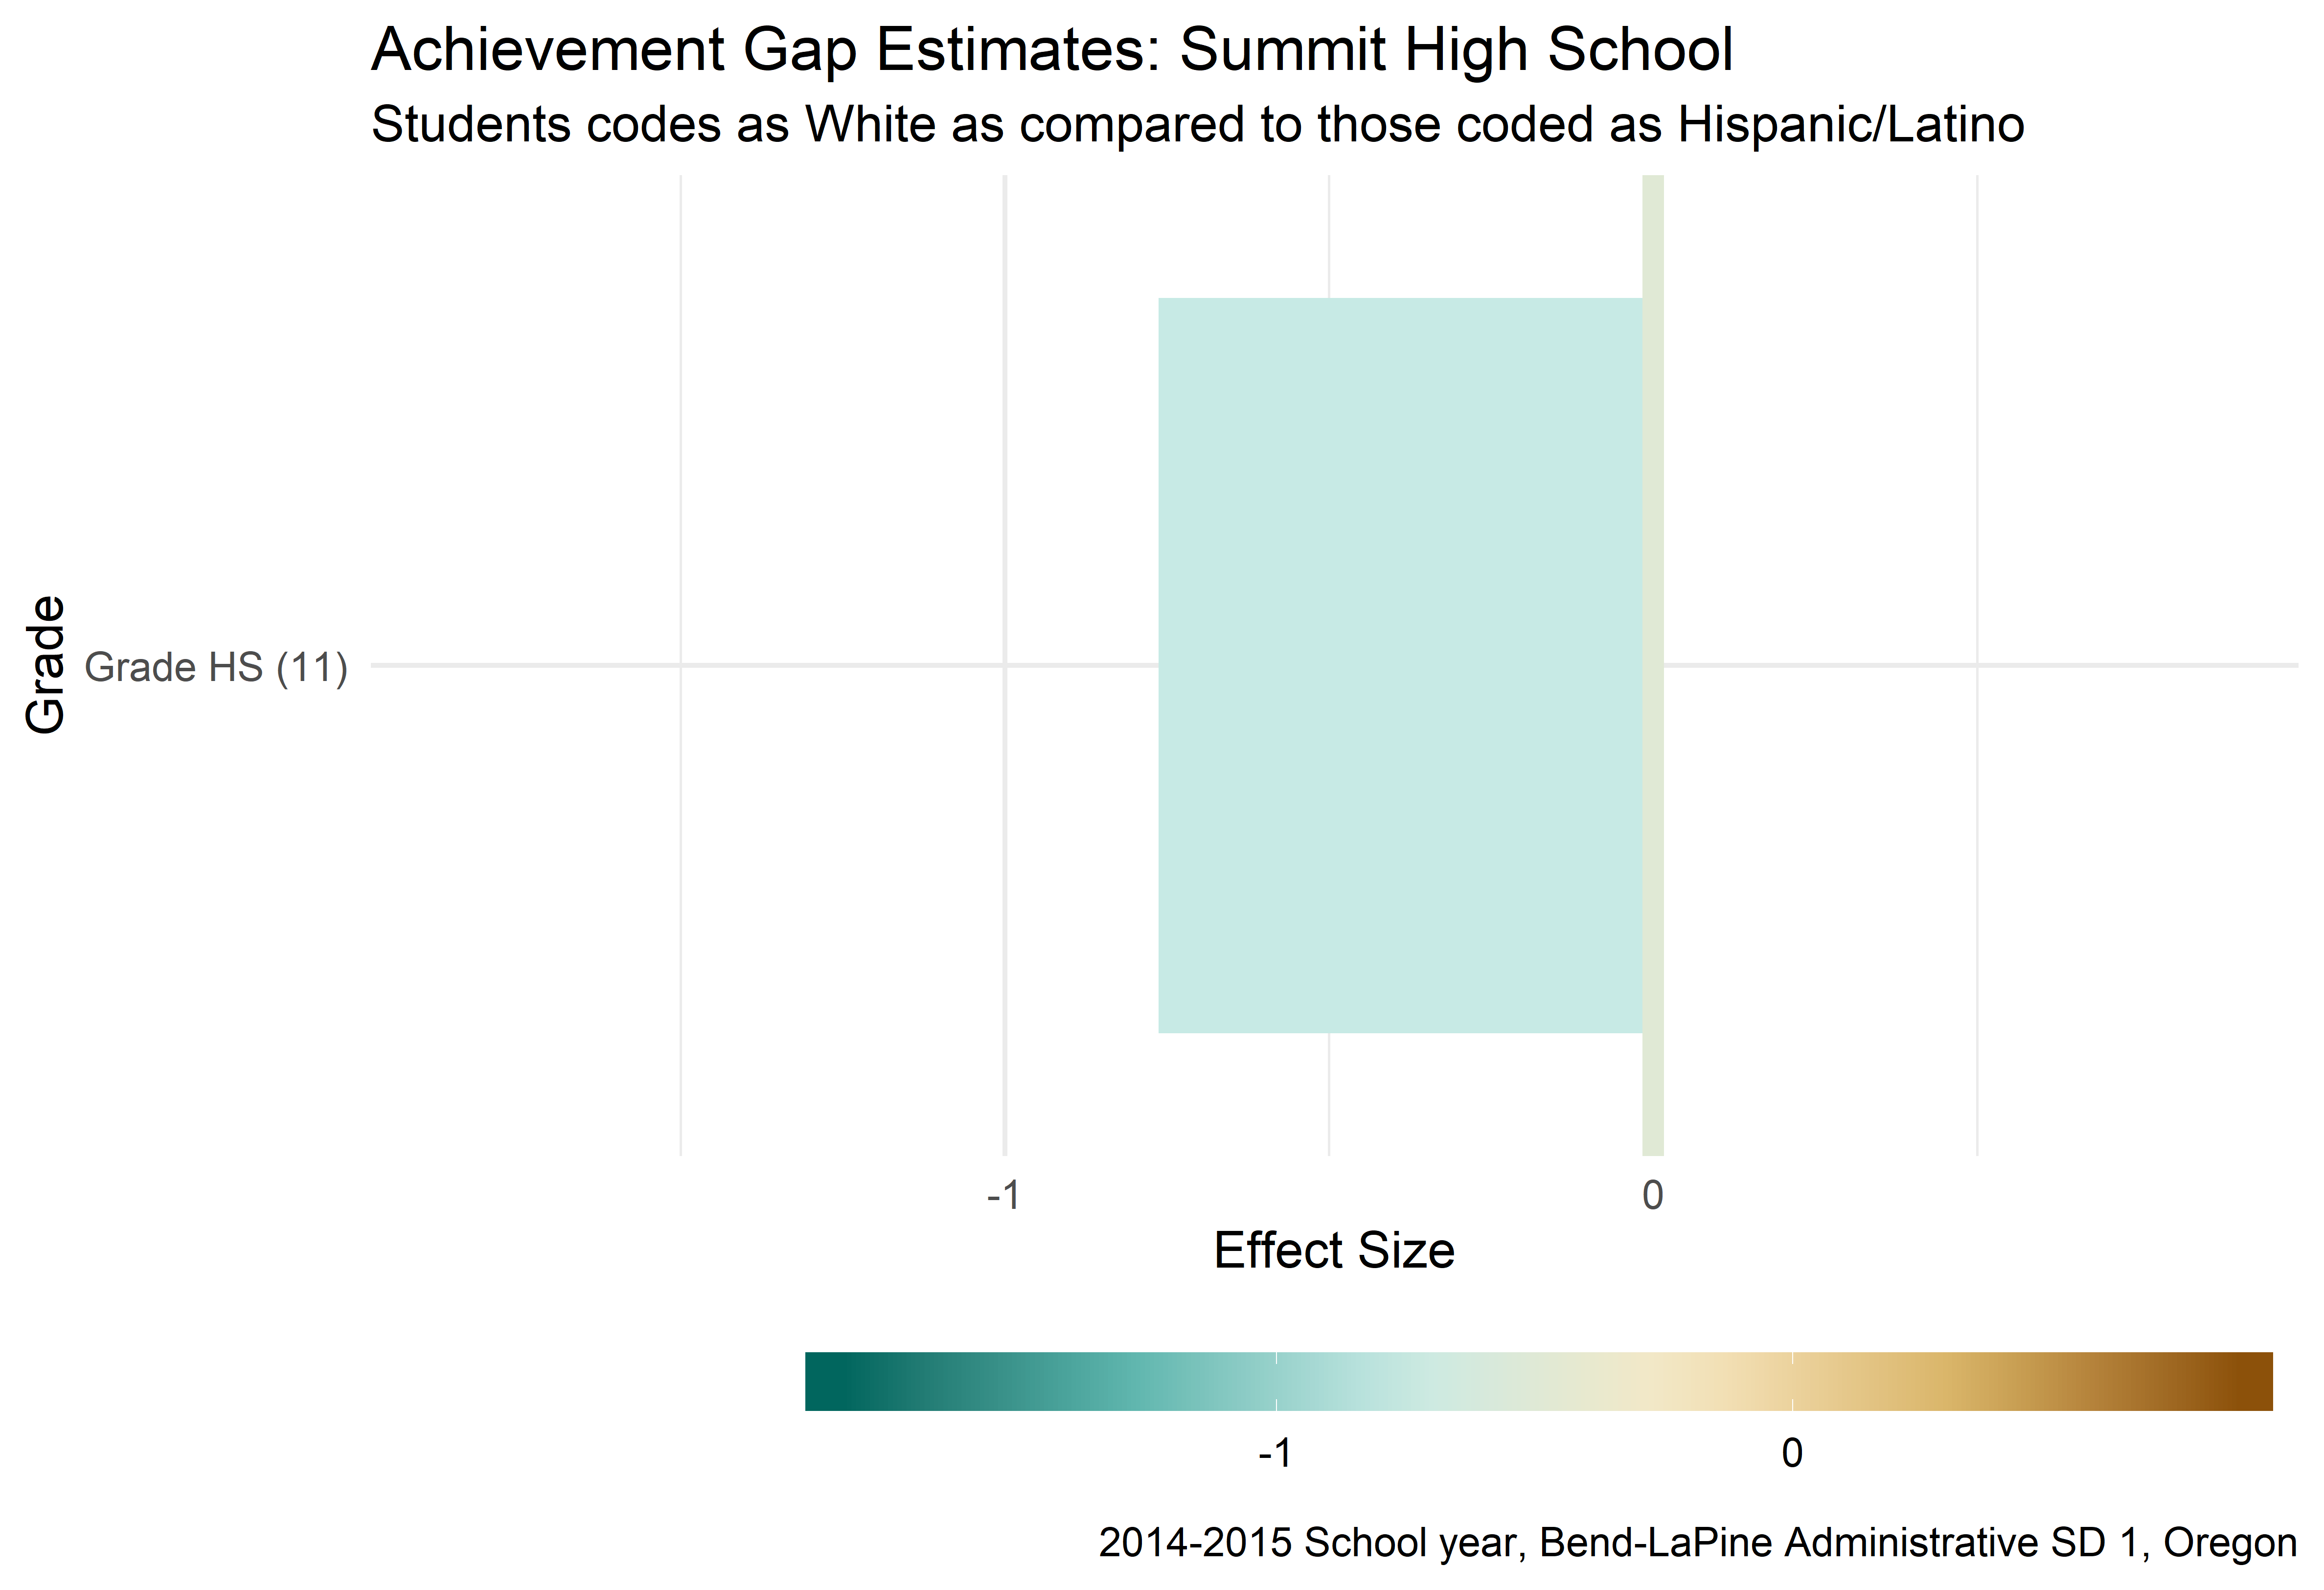 Achievement Gap Estimates: Summit High School
Students codes as White as compared to those coded as Hispanic/Latino
Grade
Grade HS (11)
-1 0
Effect Size
-1 0
2014-2015 School year, Bend-LaPine Administrative SD 1, Oregon